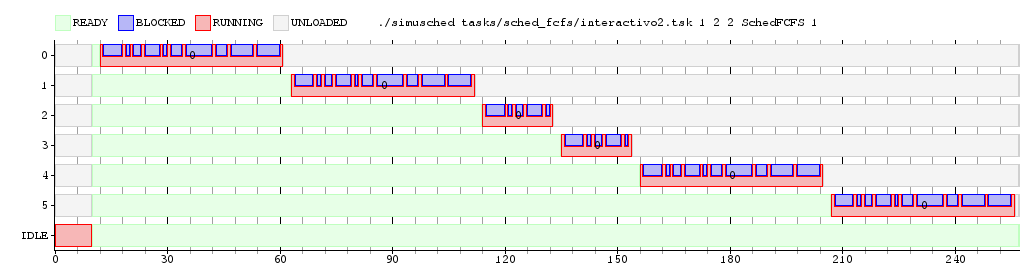 READY BLOCKED RUNNING UNLOADED ./simusched tasks/sched_fcfs/interactivo2.tsk 1 2 2 SchedFCFS 1
0 0
1 0
2 0
3 0
4 0
5 0
IDLE
0 30 60 90 120 150 180 210 240